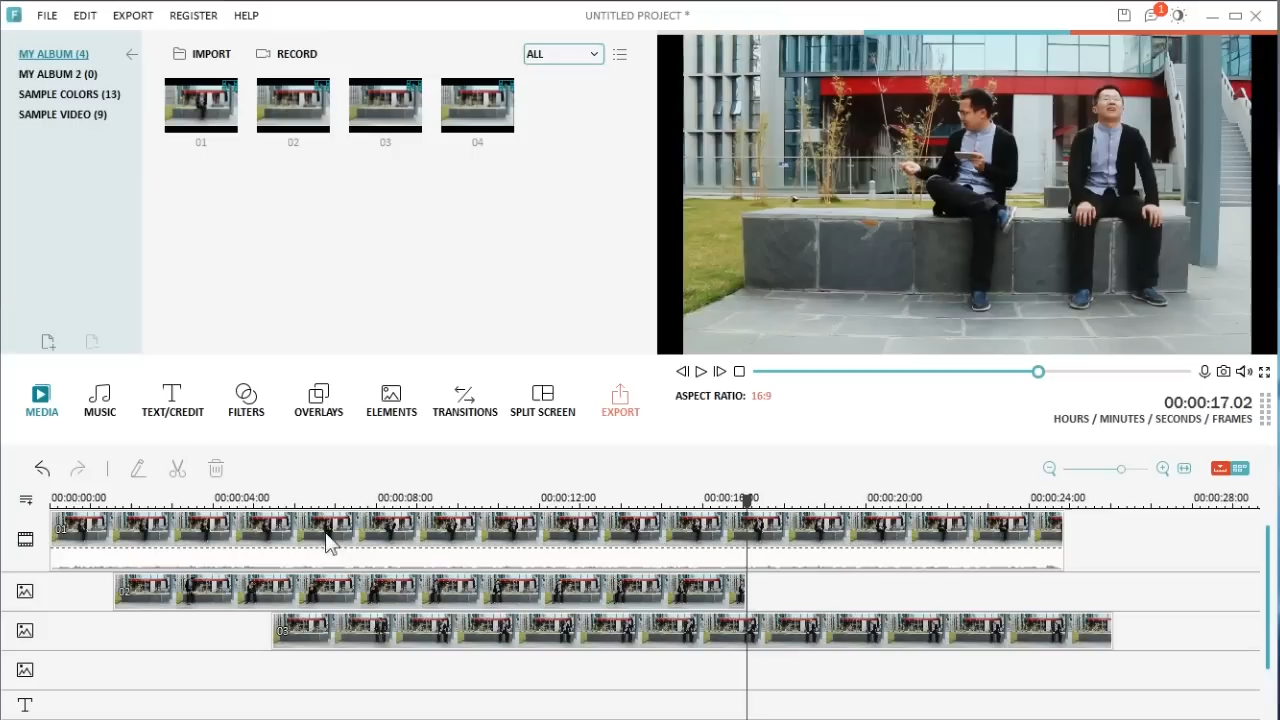 FILE EDIT EXPORT REGISTER HELP UNTITLED PROJECT * 1
MY ALBUM (4)
MY ALBUM 2 (0)
SAMPLE COLORS (13)
SAMPLE VIDEO (9)
IMPORT RECORD ALL
01 02 03 04
MEDIA MUSIC TEXT/CREDIT FILTERS OVERLAYS ELEMENTS TRANSITIONS SPLIT SCREEN EXPORT
ASPECT RATIO: 16:9
00:00:17.02
HOURS / MINUTES / SECONDS / FRAMES
00:00:00:00 00:00:04:00 00:00:08:00 00:00:12:00 00:00:16:00 00:00:20:00 00:00:24:00 00:00:28:00
01
02
03